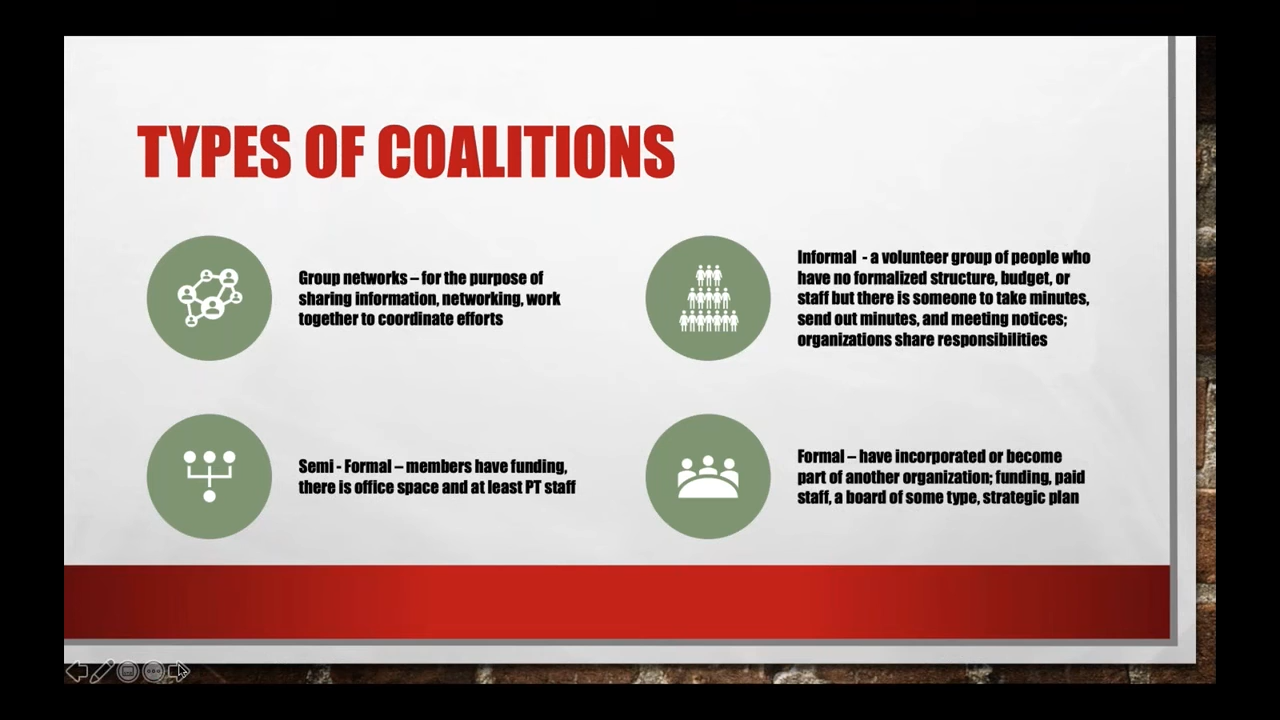 TYPES OF COALITIONS
Group networks – for the purpose of
sharing information, networking, work
together to coordinate efforts
Informal - a volunteer group of people who
have no formalized structure, budget, or
staff but there is someone to take minutes,
send out minutes, and meeting notices;
organizations share responsibilities
Semi - Formal – members have funding,
there is office space and at least PT staff
Formal – have incorporated or become
part of another organization; funding, paid
staff, a board of some type, strategic plan